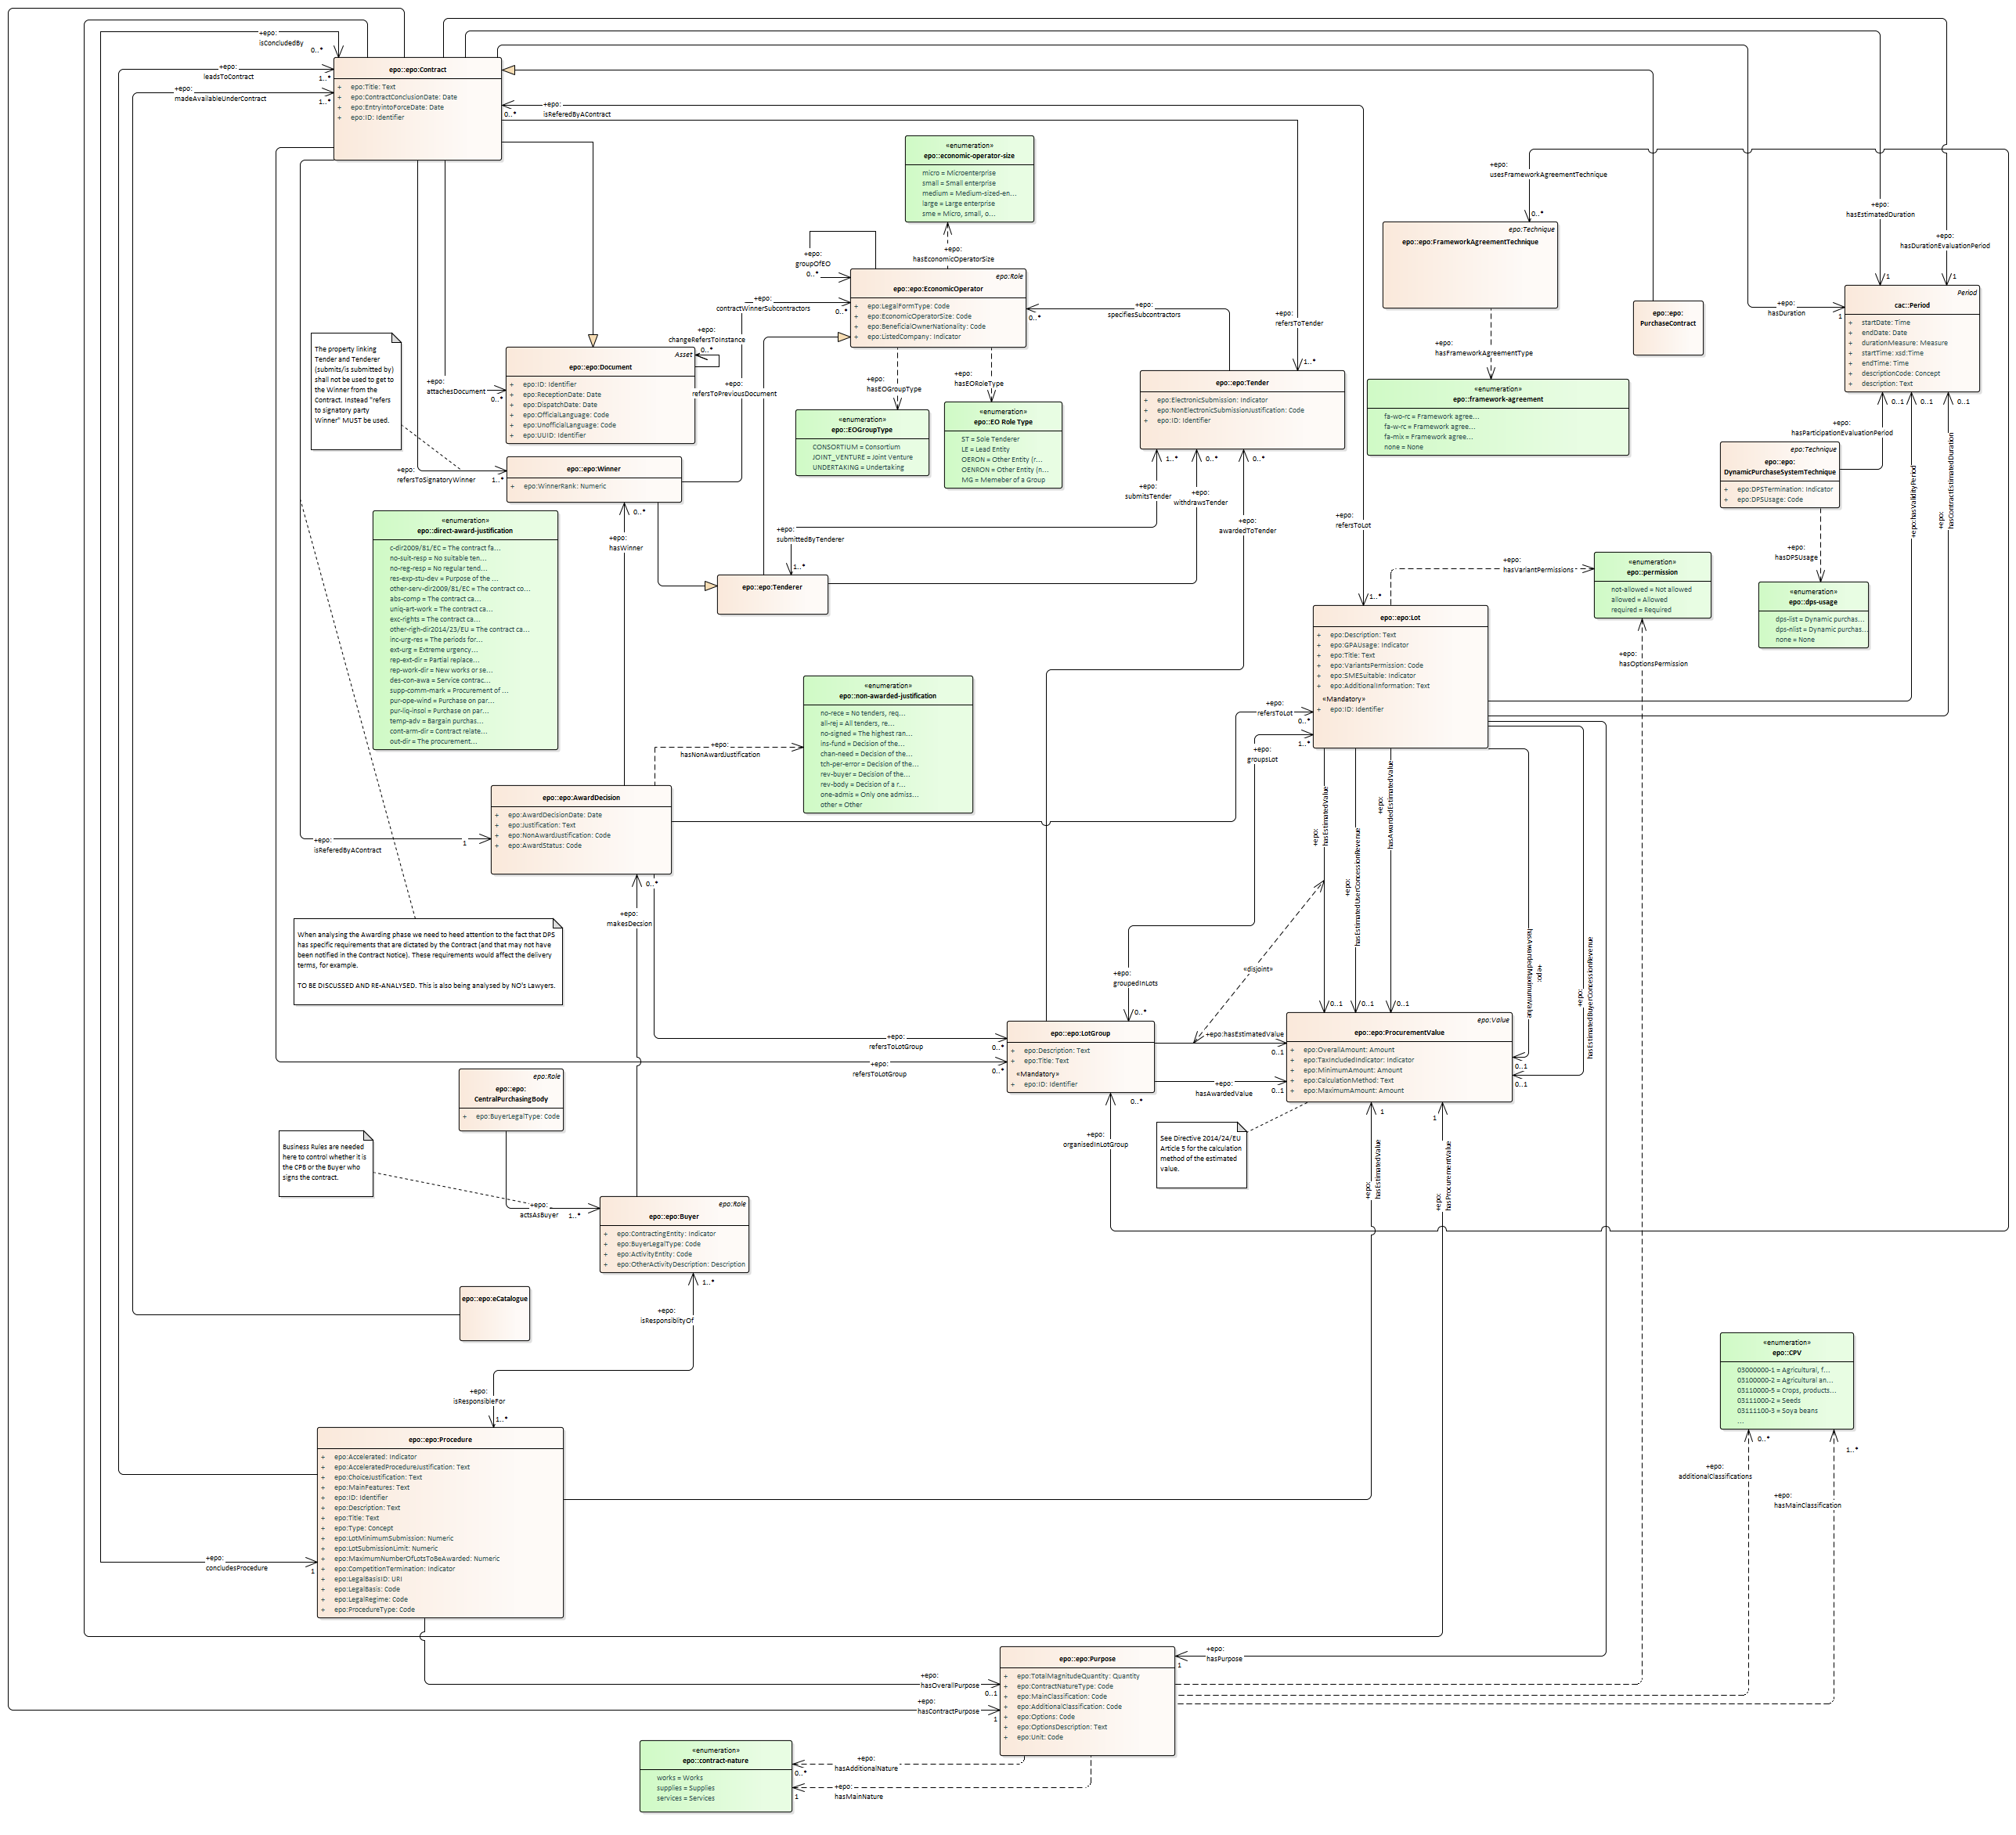 +epo:
isConcludedBy
0..*
+epo:
leadsToContract
1..*
+epo:
madeAvailableUnderContract
1..*
epo::epo:Contract
+ epo:Title: Text
+ epo:ContractConclusionDate: Date
+ epo:EntryintoForceDate: Date
+ epo:ID: Identifier
+epo:
isReferedByAContract
0..*
«enumeration»
epo::economic-operator-size
micro = Microenterprise
small = Small enterprise
medium = Medium-sized-en...
large = Large enterprise
sme = Micro, small, o...
+epo:
hasEconomicOperatorSize
+epo:
groupOfEO
0..*
epo:Role
epo::epo:EconomicOperator
+ epo:LegalFormType: Code
+ epo:EconomicOperatorSize: Code
+ epo:BeneficialOwnerNationality: Code
+ epo:ListedCompany: Indicator
+epo:
contractWinnerSubcontractors
0..*
+epo:
specifiesSubcontractors
0..*
+epo:
refersToTender
1..*
+epo:
usesFrameworkAgreementTechnique
0..*
epo:Technique
epo::epo:FrameworkAgreementTechnique
+epo:
hasFrameworkAgreementType
«enumeration»
epo::framework-agreement
fa-wo-rc = Framework agree...
fa-w-rc = Framework agree...
fa-mix = Framework agree...
none = None
epo::epo:
PurchaseContract
+epo:
hasEstimatedDuration
1
+epo:
hasDurationEvaluationPeriod
1
+epo:
hasDuration
1
Period
cac::Period
+ startDate: Time
+ endDate: Date
+ durationMeasure: Measure
+ startTime: xsd:Time
+ endTime: Time
+ descriptionCode: Concept
+ description: Text
0..1
0..1
0..1
+epo:
hasParticipationEvaluationPeriod
+epo:hasValidityPeriod
+epo:
hasContractEstimatedDuration
epo:Technique
epo::epo:
DynamicPurchaseSystemTechnique
+ epo:DPSTermination: Indicator
+ epo:DPSUsage: Code
+epo:
hasDPSUsage
«enumeration»
epo::dps-usage
dps-list = Dynamic purchas...
dps-nlist = Dynamic purchas...
none = None
The property linking
Tender and Tenderer
(submits/is submitted by)
shall not be used to get to
the Winner from the
Contract. Instead "refers
to signatory party
Winner" MUST be used.
+epo:
attachesDocument
0..*
+epo:
changeRefersToInstance
0..*
+epo:
refersToPreviousDocument
Asset
epo::epo:Document
+ epo:ID: Identifier
+ epo:ReceptionDate: Date
+ epo:DispatchDate: Date
+ epo:OfficialLanguage: Code
+ epo:UnofficialLanguage: Code
+ epo:UUID: Identifier
+epo:
refersToSignatoryWinner
1..*
epo::epo:Winner
+ epo:WinnerRank: Numeric
0..*
+epo:
hasWinner
+epo:
hasEOGroupType
«enumeration»
epo::EOGroupType
CONSORTIUM = Consortium
JOINT_VENTURE = Joint Venture
UNDERTAKING = Undertaking
+epo:
hasEORoleType
«enumeration»
epo::EO Role Type
ST = Sole Tenderer
LE = Lead Entity
OERON = Other Entity (r...
OENRON = Other Entity (n...
MG = Memeber of a Group
epo::epo:Tender
+ epo:ElectronicSubmission: Indicator
+ epo:NonElectronicSubmissionJustification: Code
+ epo:ID: Identifier
1..*
0..*
0..*
+epo:
submitsTender
+epo:
withdrawsTender
+epo:
awardedToTender
+epo:
submittedByTenderer
1..*
epo::epo:Tenderer
+epo:
refersToLot
1..*
«enumeration»
epo::direct-award-justification
c-dir2009/81/EC = The contract fa...
no-suit-resp = No suitable ten...
no-reg-resp = No regular tend...
res-exp-stu-dev = Purpose of the ...
other-serv-dir2009/81/EC = The contract co...
abs-comp = The contract ca...
uniq-art-work = The contract ca...
exc-rights = The contract ca...
other-righ-dir2014/23/EU = The contract ca...
inc-urg-res = The periods for...
ext-urg = Extreme urgency...
rep-ext-dir = Partial replace...
rep-work-dir = New works or se...
des-con-awa = Service contrac...
supp-comm-mark = Procurement of ...
pur-ope-wind = Purchase on par...
pur-liq-insol = Purchase on par...
temp-adv = Bargain purchas...
cont-arm-dir = Contract relate...
out-dir = The procurement...
«enumeration»
epo::non-awarded-justification
no-rece = No tenders, req...
all-rej = All tenders, re...
no-signed = The highest ran...
ins-fund = Decision of the...
chan-need = Decision of the...
tch-per-error = Decision of the...
rev-buyer = Decision of the...
rev-body = Decision of a r...
one-admis = Only one admiss...
other = Other
+epo:
hasNonAwardJustification
+epo:
hasVariantPermissions
«enumeration»
epo::permission
not-allowed = Not allowed
allowed = Allowed
required = Required
+epo:
hasOptionsPermission
epo::epo:Lot
+ epo:Description: Text
+ epo:GPAUsage: Indicator
+ epo:Title: Text
+ epo:VariantsPermission: Code
+ epo:SMESuitable: Indicator
+ epo:AdditionalInformation: Text
«Mandatory»
+ epo:ID: Identifier
+epo:
refersToLot
0..*
1..*
+epo:
groupsLot
epo::epo:AwardDecision
+ epo:AwardDecisionDate: Date
+ epo:Justification: Text
+ epo:NonAwardJustification: Code
+ epo:AwardStatus: Code
+epo:
isReferedByAContract
1
0..*
+epo:
makesDecsion
+epo:
hasEstimatedValue
+epo:
hasEstimatedUserConcessionRevenue
+epo:
hasAwardedEstimatedValue
+epo:
hasAwardedMaximumValue
+epo:
hasEstimatedBuyerConcessionRevenue
When analysing the Awarding phase we need to heed attention to the fact that DPS
has specific requirements that are dictated by the Contract (and that may not have
been notified in the Contract Notice). These requirements would affect the delivery
terms, for example.
TO BE DISCUSSED AND RE-ANALYSED. This is also being analysed by NO's Lawyers.
«disjoint»
+epo:
groupedInLots
0..*
0..1
0..1
0..1
epo::epo:LotGroup
+ epo:Description: Text
+ epo:Title: Text
«Mandatory»
+ epo:ID: Identifier
+epo:
refersToLotGroup
0..*
+epo:
refersToLotGroup
0..*
+epo:hasEstimatedValue
0..1
+epo:
hasAwardedValue
0..1
epo:Value
epo::epo:ProcurementValue
+ epo:OverallAmount: Amount
+ epo:TaxIncludedIndicator: Indicator
+ epo:MinimumAmount: Amount
+ epo:CalculationMethod: Text
+ epo:MaximumAmount: Amount
0..1
0..1
0..*
+epo:
organisedInLotGroup
See Directive 2014/24/EU
Article 5 for the calculation
method of the estimated
value.
1
+epo:
hasEstimatedValue
1
+epo:
hasProcurementValue
epo:Role
epo::epo:
CentralPurchasingBody
+ epo:BuyerLegalType: Code
Business Rules are needed
here to control whether it is
the CPB or the Buyer who
signs the contract.
+epo:
actsAsBuyer
1..*
epo:Role
epo::epo:Buyer
+ epo:ContractingEntity: Indicator
+ epo:BuyerLegalType: Code
+ epo:ActivityEntity: Code
+ epo:OtherActivityDescription: Description
1..*
+epo:
isResponsiblityOf
epo::epo:eCatalogue
+epo:
isResponsibleFor
1..*
epo::epo:Procedure
+ epo:Accelerated: Indicator
+ epo:AcceleratedProcedureJustification: Text
+ epo:ChoiceJustification: Text
+ epo:MainFeatures: Text
+ epo:ID: Identifier
+ epo:Description: Text
+ epo:Title: Text
+ epo:Type: Concept
+ epo:LotMinimumSubmission: Numeric
+ epo:LotSubmissionLimit: Numeric
+ epo:MaximumNumberOfLotsToBeAwarded: Numeric
+ epo:CompetitionTermination: Indicator
+ epo:LegalBasisID: URI
+ epo:LegalBasis: Code
+ epo:LegalRegime: Code
+ epo:ProcedureType: Code
+epo:
concludesProcedure
1
«enumeration»
epo::CPV
03000000-1 = Agricultural, f...
03100000-2 = Agricultural an...
03110000-5 = Crops, products...
03111000-2 = Seeds
03111100-3 = Soya beans
...
0..*
1..*
+epo:
additionalClassifications
+epo:
hasMainClassification
+epo:
hasPurpose
1
+epo:
hasOverallPurpose
0..1
+epo:
hasContractPurpose
1
epo::epo:Purpose
+ epo:TotalMagnitudeQuantity: Quantity
+ epo:ContractNatureType: Code
+ epo:MainClassification: Code
+ epo:AdditionalClassification: Code
+ epo:Options: Code
+ epo:OptionsDescription: Text
+ epo:Unit: Code
«enumeration»
epo::contract-nature
works = Works
supplies = Supplies
services = Services
+epo:
hasAdditionalNature
0..*
+epo:
hasMainNature
1